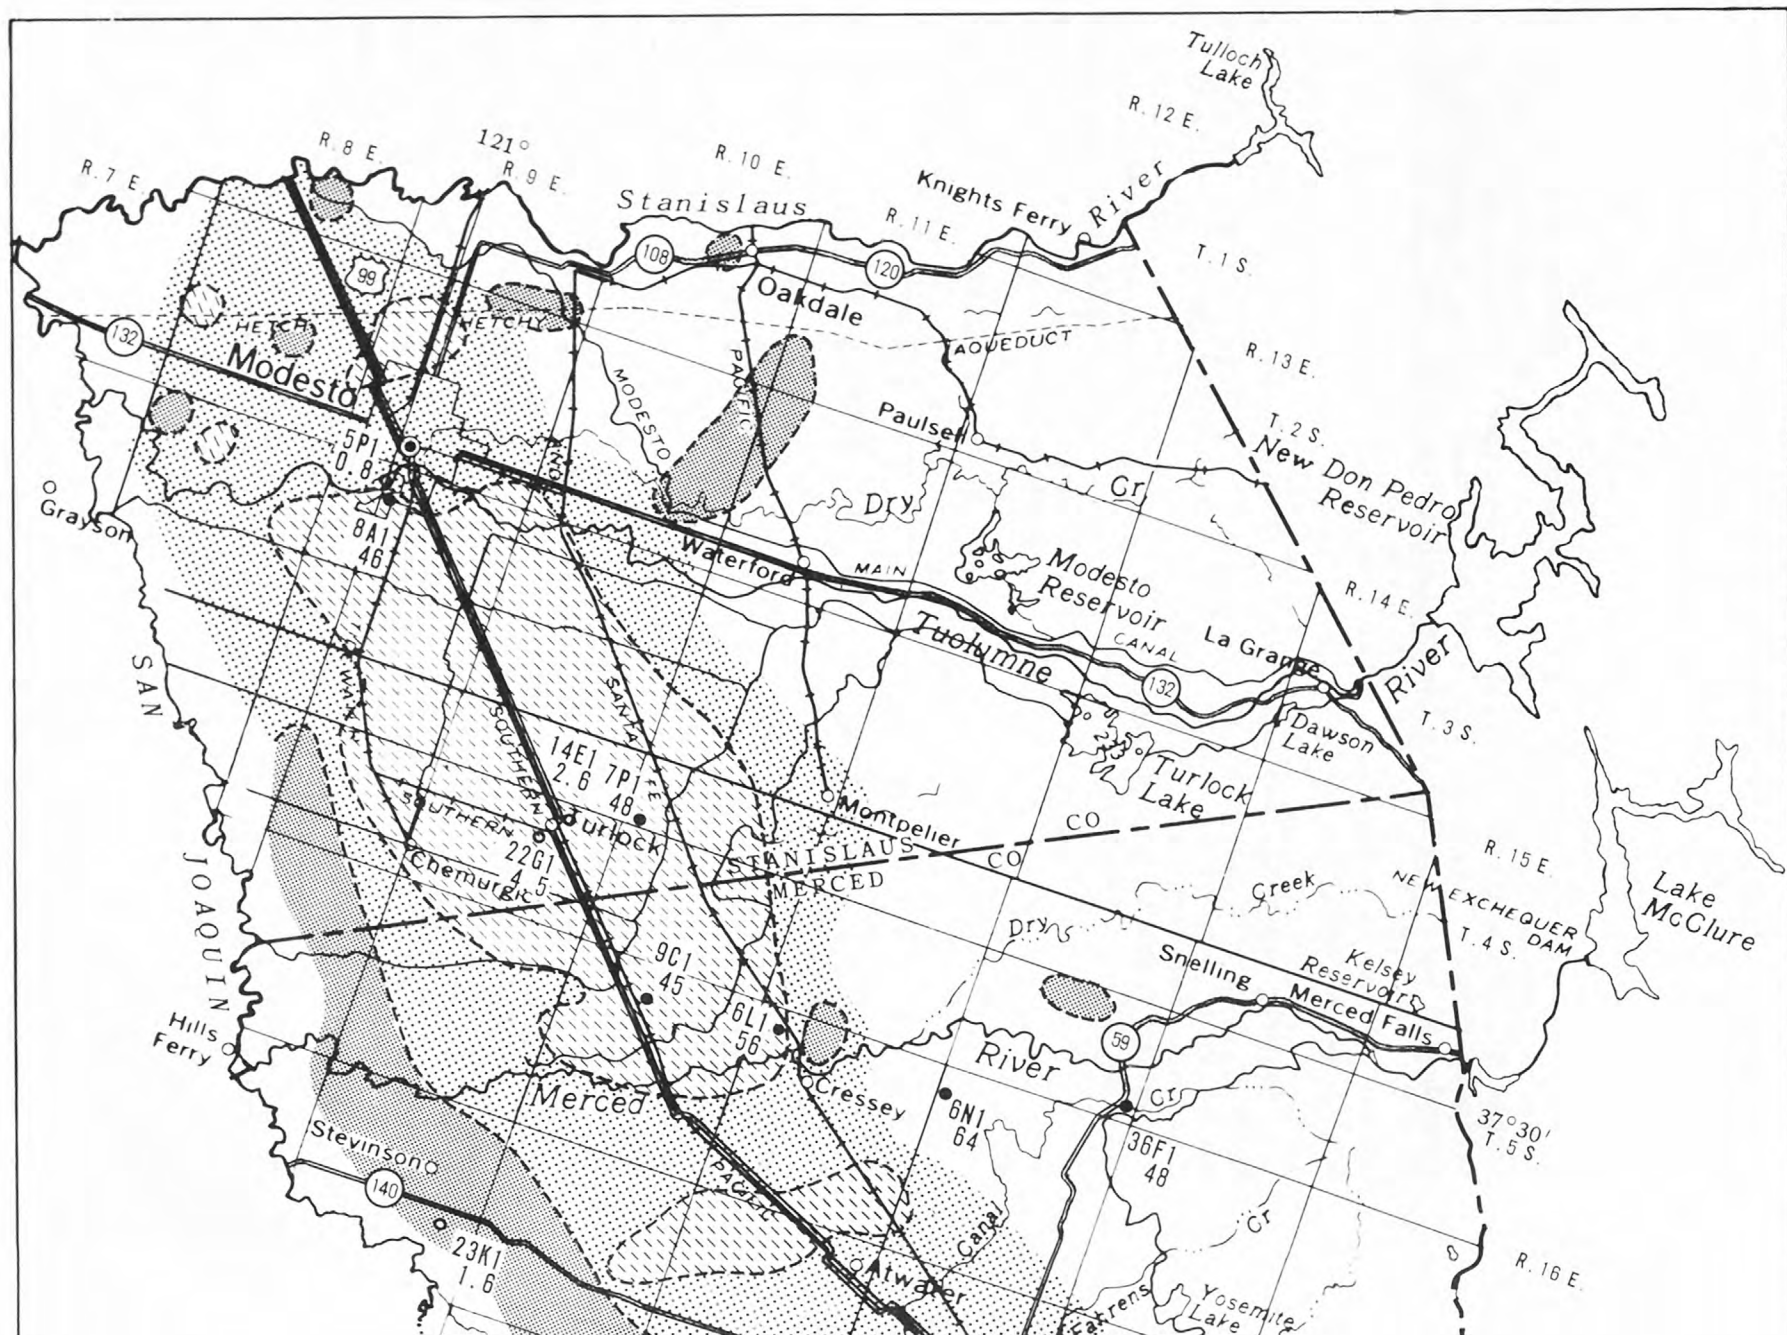 Tulloch
Lake
R. 12 E.
121°
R. 8 E.
R. 7 E.
R. 9 E.
R. 10 E.
Stanislaus
R. 11 E.
Knights Ferry
River
T. 1 S.
99
108
120
Oakdale
HETCH
HETCHY
AQUEDUCT
132
Modesto
MODESTO
PACIFIC
R. 13 E.
Paulsell
T. 2 S.
New Don Pedro
Reservoir
5P1
0.8
AND
Dry
Cr
Grayson
8A1
46
Waterford
MAIN
Modesto
Reservoir
R. 14 E.
Tuolumne
CANAL
La Grange
River
132
SAN
SANTA
FE
SOUTHERN
Dawson
Lake
T. 3 S.
14E1
2.6
7P1
48
Turlock
Lake
Montpelier
SOUTHERN
Turlock
22G1
4.5
Chemurgic
STANISLAUS
CO
MERCED
CO
R. 15 E.
JOAQUIN
Dry
Creek
NEW EXCHEQUER
DAM
Lake
McClure
T. 4 S.
9C1
45
Snelling
Kelsey
Reservoir
Merced Falls
6L1
56
Hills
Ferry
59
River
Merced
Cressey
6N1
64
Cr
36F1
48
37°30'
T. 5 S.
Stevinson
140
PACIFIC
23K1
1.6
Canal
Cr
Atwater
R. 16 E.
Yosemite
Lake